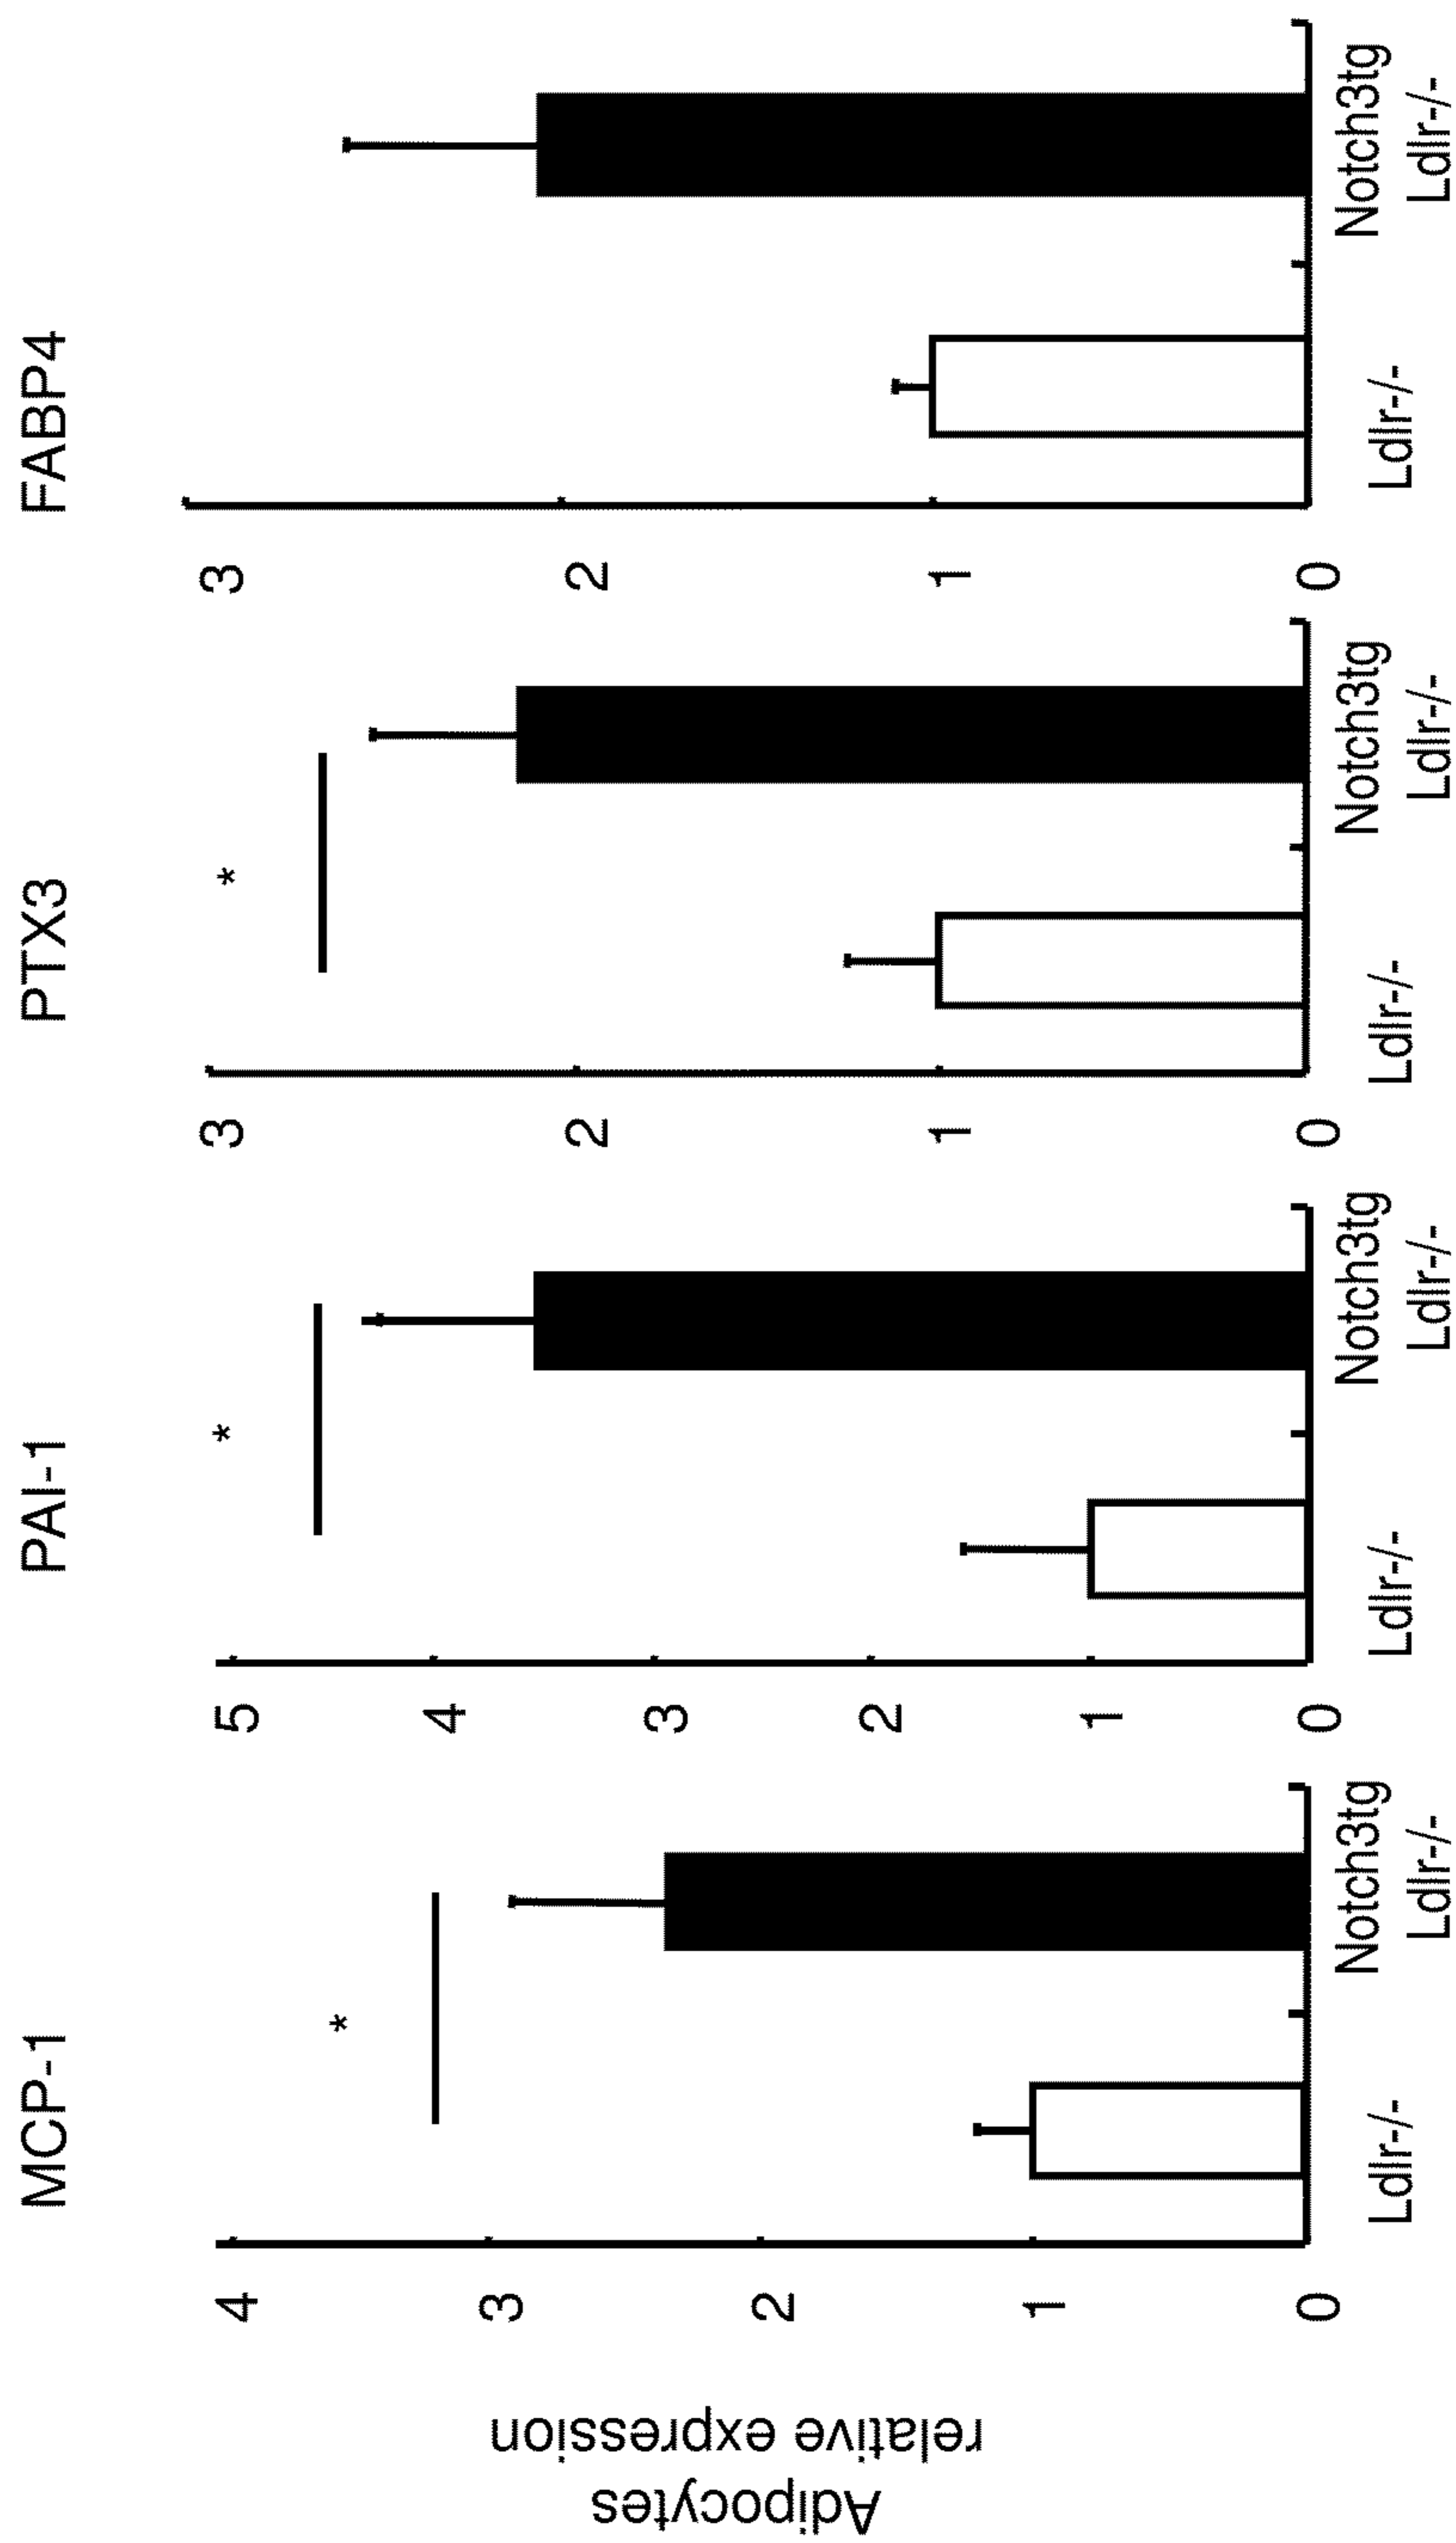 Adipocytes
relative expression
MCP-1
4
3
2
1
0
*
Ldlr-/-
Notch3tg
Ldlr-/-
PAI-1
5
4
3
2
1
0
*
Ldlr-/-
Notch3tg
Ldlr-/-
PTX3
3
2
1
0
*
Ldlr-/-
Notch3tg
Ldlr-/-
FABP4
3
2
1
0
Ldlr-/-
Notch3tg
Ldlr-/-